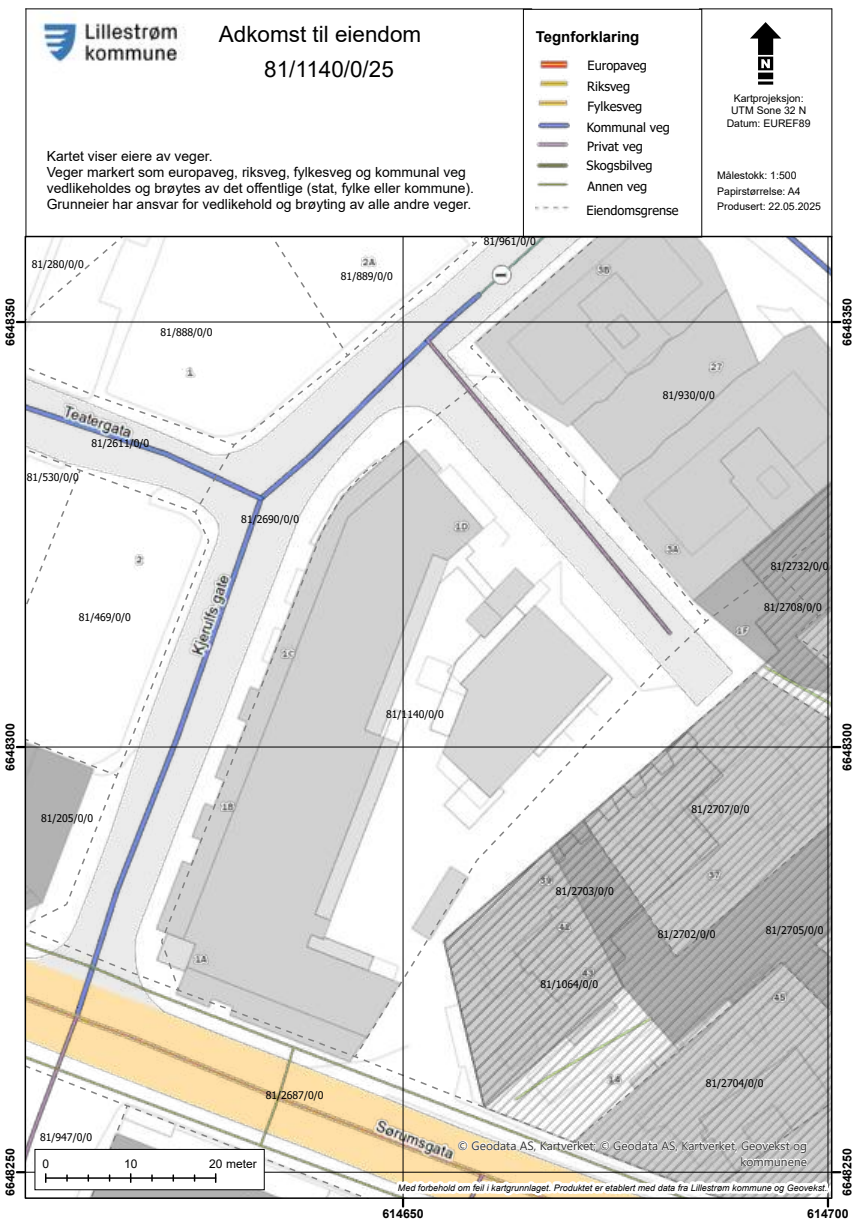 Lillestrøm
kommune
Adkomst til eiendom
81/1140/0/25
Kartet viser eiere av veger.
Veger markert som europaveg, riksveg, fylkesveg og kommunal veg
vedlikeholdes og brøytes av det offentlige (stat, fylke eller kommune).
Grunneier har ansvar for vedlikehold og brøyting av alle andre veger.
Tegnforklaring
Europaveg
Riksveg
Fylkesveg
Kommunal veg
Privat veg
Skogsbilveg
Annen veg
Eiendomsgrense
N
Kartprojeksjon:
UTM Sone 32 N
Datum: EUREF89
Målestokk: 1:500
Papirstørrelse: A4
Produsert: 22.05.2025
81/961/0/0
81/280/0/0
2A
81/889/0/0
3B
6648350
6648350
81/888/0/0
1
27
81/930/0/0
Teatergata
81/2611/0/0
81/530/0/0
81/2690/0/0
1D
3A
2
81/2732/0/0
81/2708/0/0
81/469/0/0
Kjerulfs gate
1F
1C
81/1140/0/0
6648300
6648300
1B
81/205/0/0
81/2707/0/0
39
81/2703/0/0
37
41
81/2702/0/0
81/2705/0/0
1A
43
81/1064/0/0
45
81/2687/0/0
81/2704/0/0
Sørumsgata
81/947/0/0
© Geodata AS, Kartverket, © Geodata AS, Kartverket, Geovekst og
kommunene
0 10 20 meter
6648250
6648250
Med forbehold om feil i kartgrunnlaget. Produktet er etablert med data fra Lillestrøm kommune og Geovekst.
614650
614700